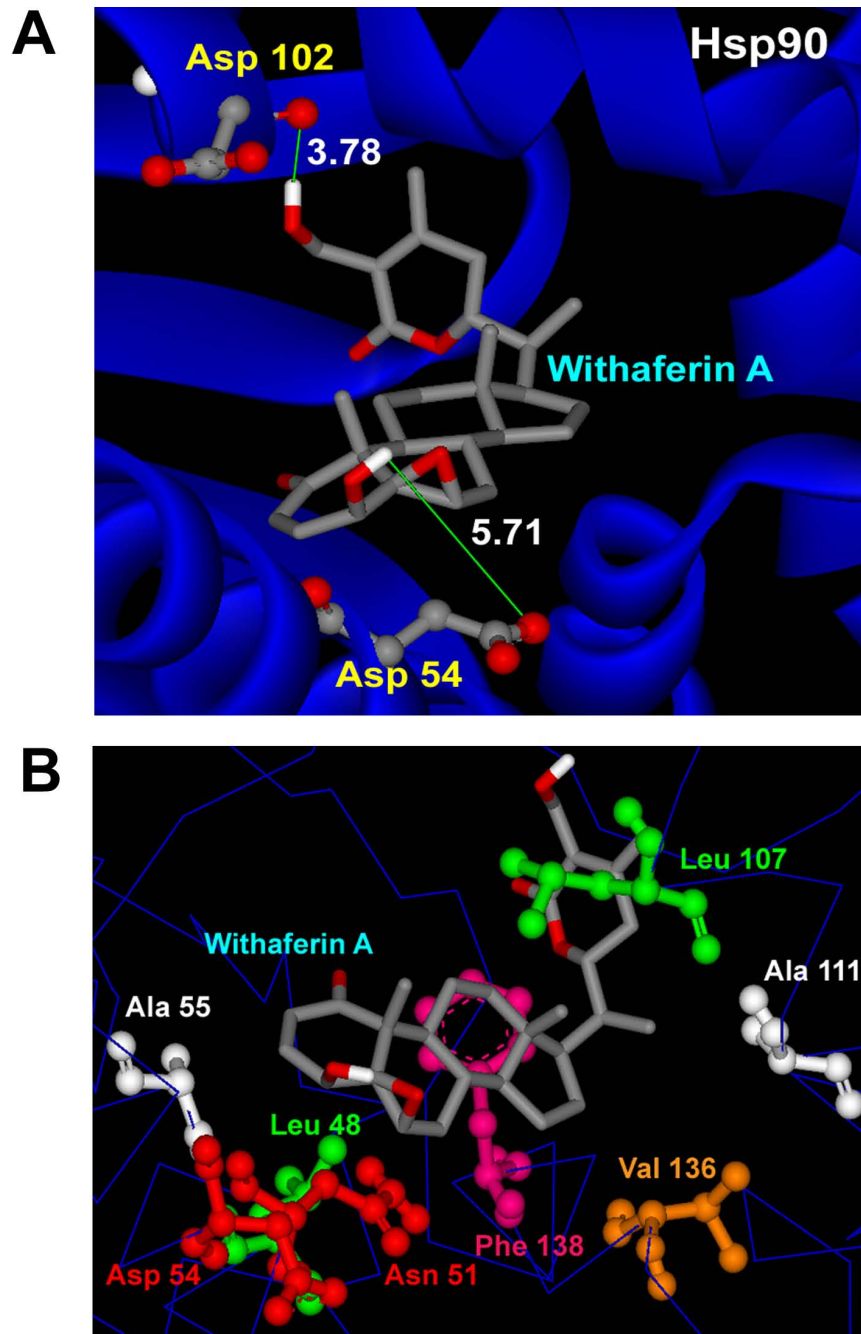 A
Asp 102
Hsp90
3.78
Withaferin A
5.71
Asp 54
B
Leu 107
Withaferin A
Ala 111
Ala 55
Leu 48
Val 136
Phe 138
Asp 54
Asn 51